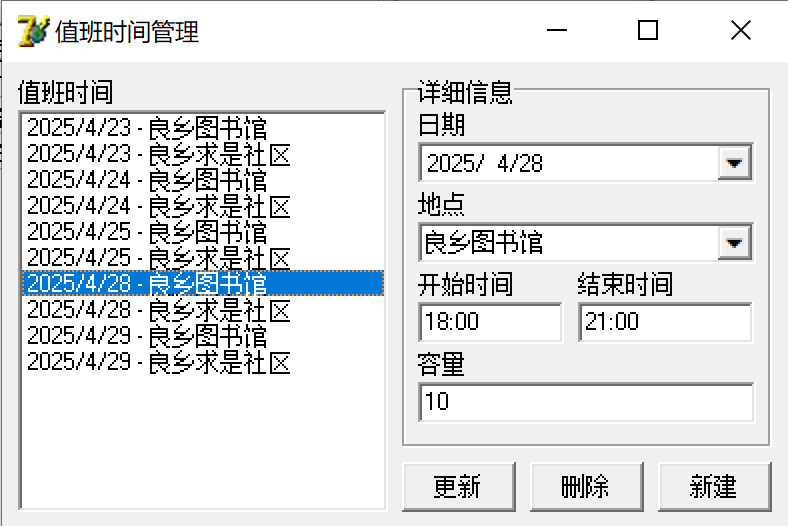 值班时间管理
值班时间
2025/4/23 - 良乡图书馆
2025/4/23 - 良乡求是社区
2025/4/24 - 良乡图书馆
2025/4/24 - 良乡求是社区
2025/4/25 - 良乡图书馆
2025/4/25 - 良乡求是社区
2025/4/28 - 良乡图书馆
2025/4/28 - 良乡求是社区
2025/4/29 - 良乡图书馆
2025/4/29 - 良乡求是社区
详细信息
日期
2025/ 4/28
地点
良乡图书馆
开始时间 结束时间
18:00 21:00
容量
10
更新 删除 新建